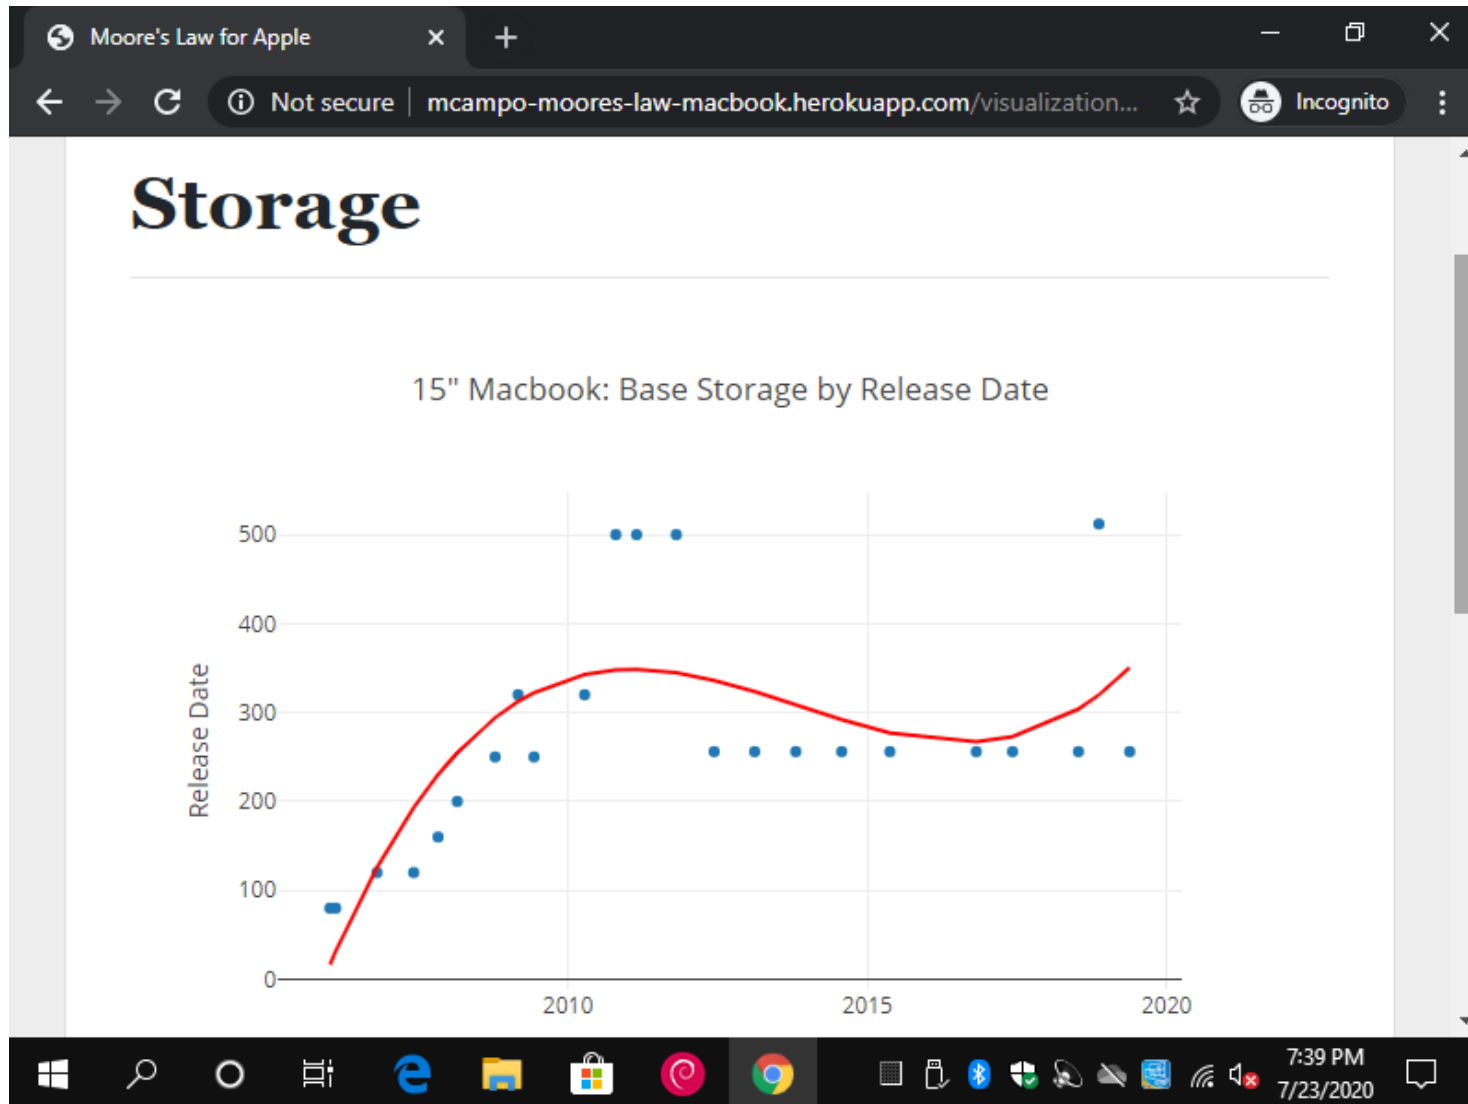 Moore's Law for Apple
Not secure | mcampo-moores-law-macbook.herokuapp.com/visualization...
Incognito
Storage
15" Macbook: Base Storage by Release Date
500
400
300
200
100
0
Release Date
2010
2015
2020
7:39 PM
7/23/2020